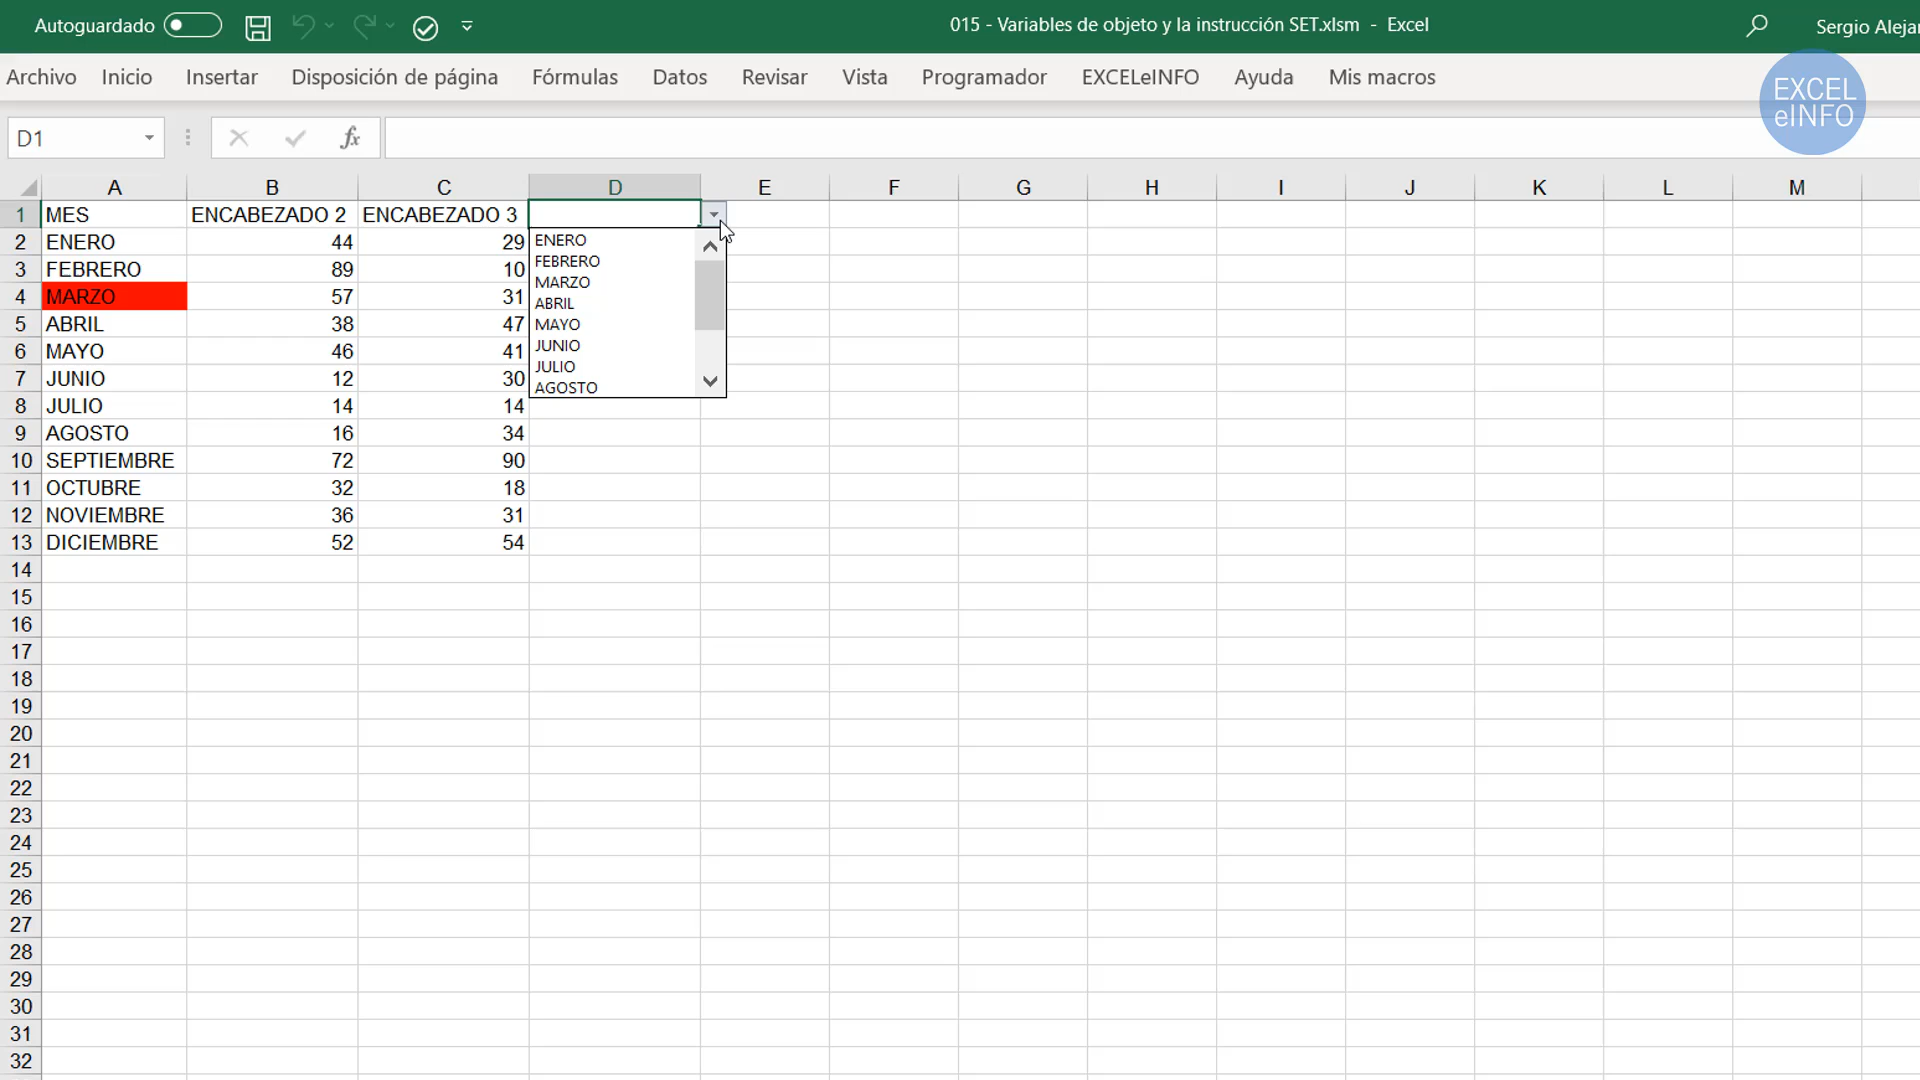 Autoguardado
015 - Variables de objeto y la instrucción SET.xlsm - Excel
Sergio Aleja
Archivo Inicio Insertar Disposición de página Fórmulas Datos Revisar Vista Programador EXCELeINFO Ayuda Mis macros
EXCEL
eINFO
D1 fx
A B C D E F G H I J K L M
1 MES ENCABEZADO 2 ENCABEZADO 3
2 ENERO 44 29
3 FEBRERO 89 10
4 MARZO 57 31
5 ABRIL 38 47
6 MAYO 46 41
7 JUNIO 12 30
8 JULIO 14 14
9 AGOSTO 16 34
10 SEPTIEMBRE 72 90
11 OCTUBRE 32 18
12 NOVIEMBRE 36 31
13 DICIEMBRE 52 54
14
15
16
17
18
19
20
21
22
23
24
25
26
27
28
29
30
31
32
ENERO
FEBRERO
MARZO
ABRIL
MAYO
JUNIO
JULIO
AGOSTO